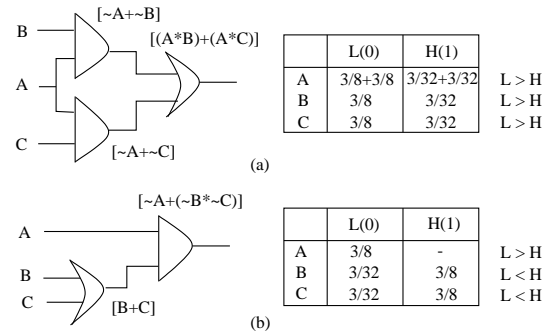 [~A+~B]
B
[(A*B)+(A*C)]
A
C
[~A+~C]
(a)
L(0) H(1)
A 3/8+3/8 3/32+3/32 L > H
B 3/8 3/32 L > H
C 3/8 3/32 L > H
[~A+(~B*~C)]
A
B
C
[B+C]
(b)
L(0) H(1)
A 3/8 - L > H
B 3/32 3/8 L < H
C 3/32 3/8 L < H